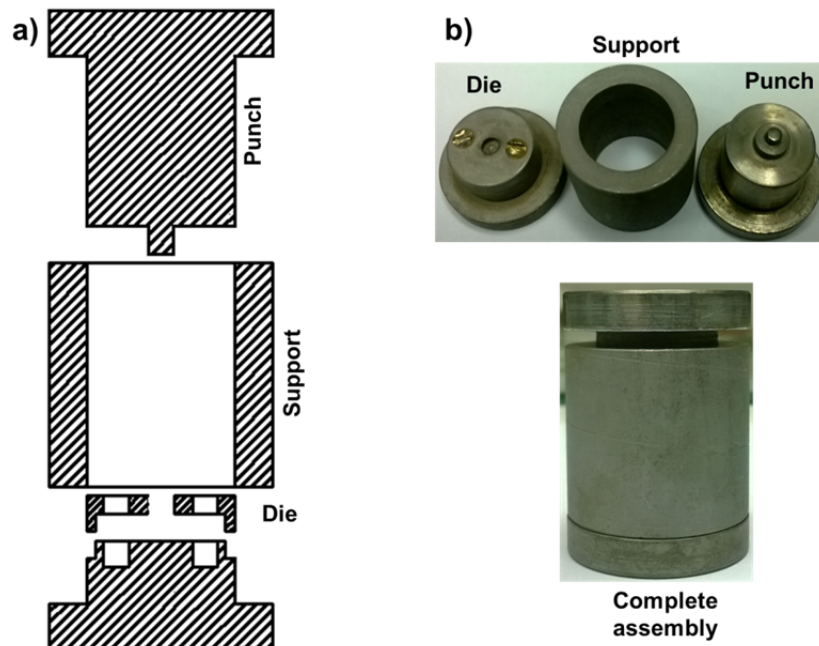 a)
Punch
Support
Die
b)
Support
Die
Punch
Complete
assembly